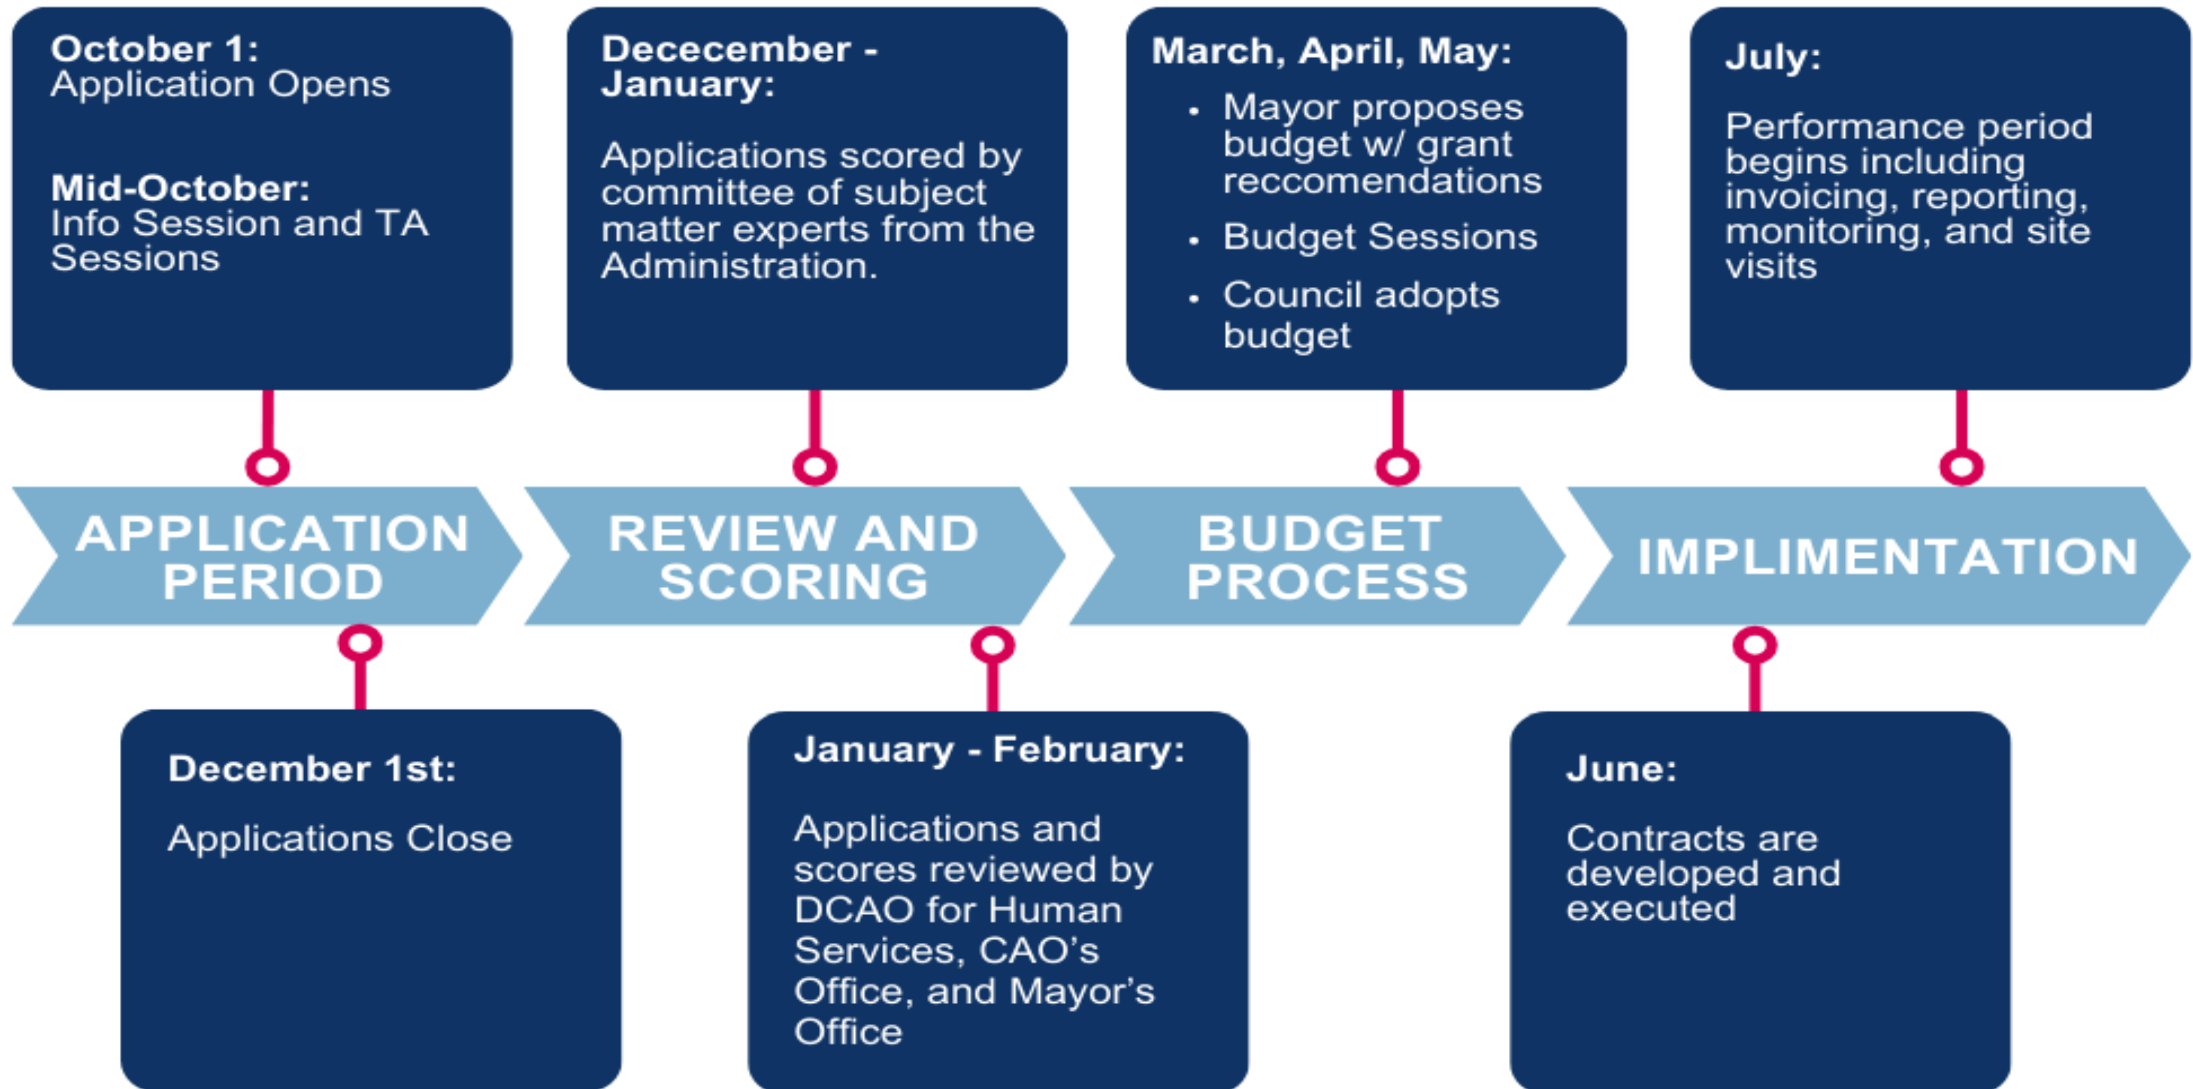 October 1:
Application Opens
Mid-October:
Info Session and TA
Sessions
Dececember -
January:
Applications scored by
committee of subject
matter experts from the
Administration.
March, April, May:
• Mayor proposes
budget w/ grant
reccomendations
• Budget Sessions
• Council adopts
budget
July:
Performance period
begins including
invoicing, reporting,
monitoring, and site
visits
APPLICATION
PERIOD
REVIEW AND
SCORING
BUDGET
PROCESS
IMPLIMENTATION
December 1st:
Applications Close
January - February:
Applications and
scores reviewed by
DCAO for Human
Services, CAO’s
Office, and Mayor’s
Office
June:
Contracts are
developed and
executed